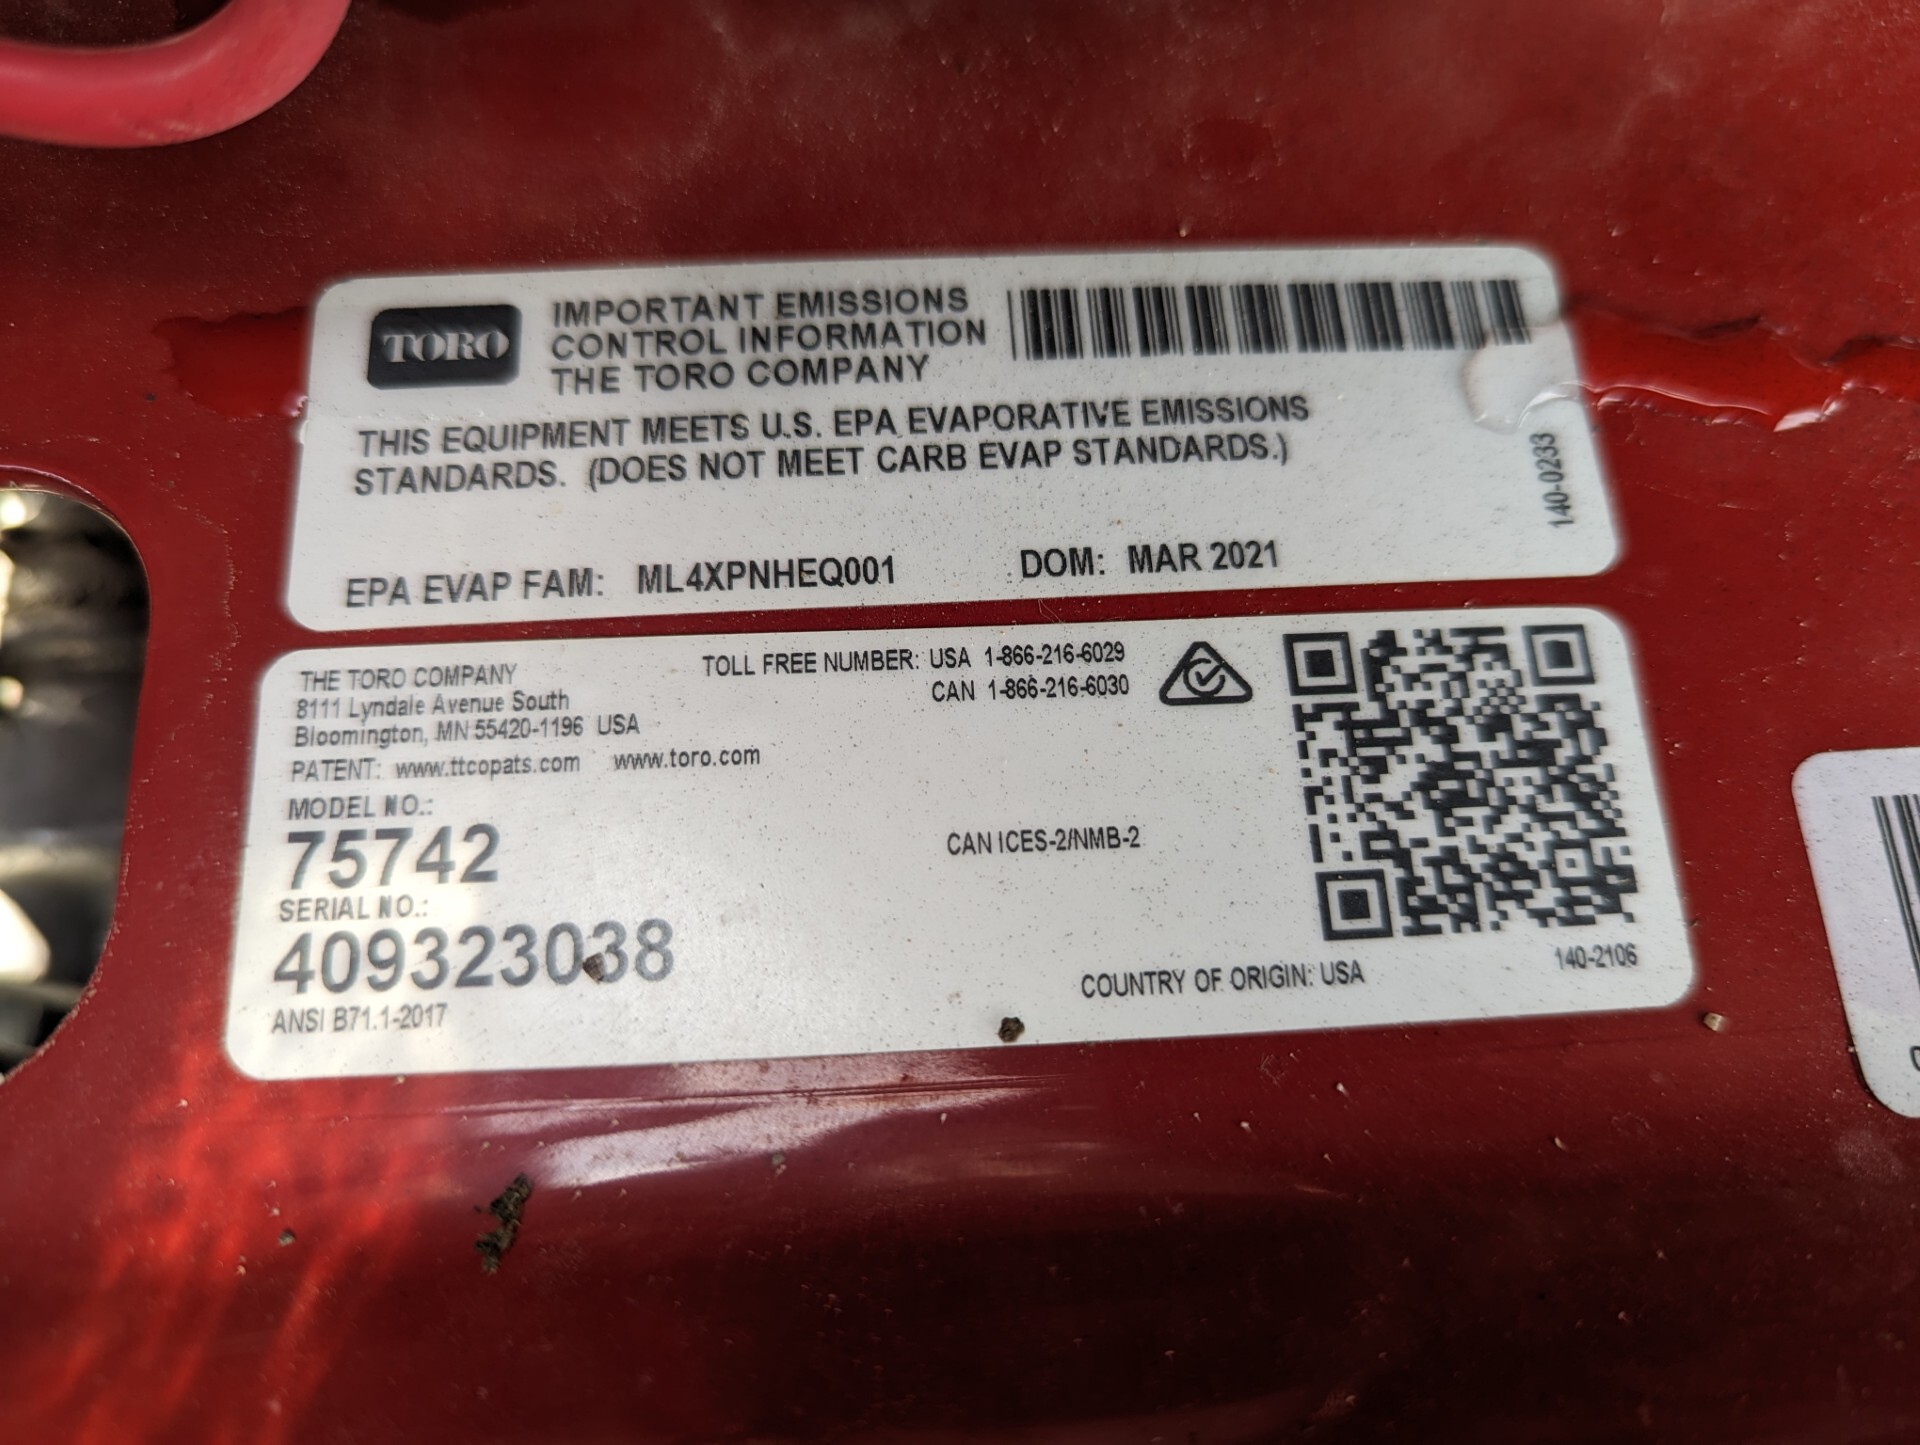 TORO
IMPORTANT EMISSIONS
CONTROL INFORMATION
THE TORO COMPANY
THIS EQUIPMENT MEETS U.S. EPA EVAPORATIVE EMISSIONS
STANDARDS. (DOES NOT MEET CARB EVAP STANDARDS.)
140-0233
EPA EVAP FAM: ML4XPNHEQ001 DOM: MAR 2021
THE TORO COMPANY
8111 Lyndale Avenue South
Bloomington, MN 55420-1196 USA
PATENT: www.ttcopats.com www.toro.com
TOLL FREE NUMBER: USA 1-866-216-6029
CAN 1-866-216-6030
MODEL NO.:
75742
SERIAL NO.:
409323038
ANSI B71.1-2017
CAN ICES-2/NMB-2
COUNTRY OF ORIGIN: USA
140-2106